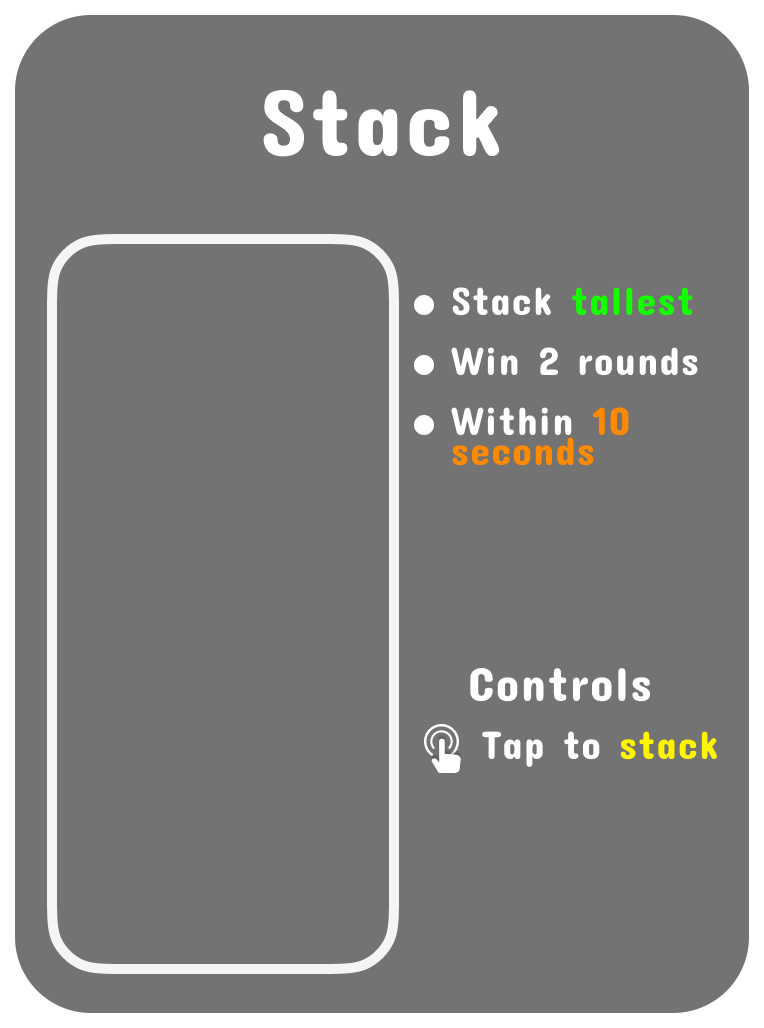 Stack
Stack tallest
Win 2 rounds
Within 10
seconds
Controls
Tap to stack